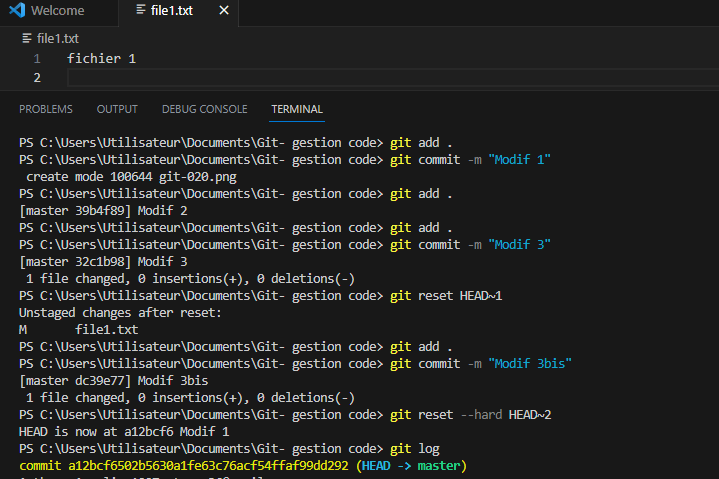 Welcome
file1.txt
file1.txt
1 fichier 1
2
PROBLEMS OUTPUT DEBUG CONSOLE TERMINAL
PS C:\Users\Utilisateur\Documents\Git- gestion code> git add .
PS C:\Users\Utilisateur\Documents\Git- gestion code> git commit -m "Modif 1"
create mode 100644 git-020.png
PS C:\Users\Utilisateur\Documents\Git- gestion code> git add .
[master 39b4f89] Modif 2
PS C:\Users\Utilisateur\Documents\Git- gestion code> git add .
PS C:\Users\Utilisateur\Documents\Git- gestion code> git commit -m "Modif 3"
[master 32c1b98] Modif 3
1 file changed, 0 insertions(+), 0 deletions(-)
PS C:\Users\Utilisateur\Documents\Git- gestion code> git reset HEAD~1
Unstaged changes after reset:
M file1.txt
PS C:\Users\Utilisateur\Documents\Git- gestion code> git add .
PS C:\Users\Utilisateur\Documents\Git- gestion code> git commit -m "Modif 3bis"
[master dc39e77] Modif 3bis
1 file changed, 0 insertions(+), 0 deletions(-)
PS C:\Users\Utilisateur\Documents\Git- gestion code> git reset --hard HEAD~2
HEAD is now at a12bcf6 Modif 1
PS C:\Users\Utilisateur\Documents\Git- gestion code> git log
commit a12bcf6502b5630a1fe63c76acf54ffaf99dd292 (HEAD -> master)